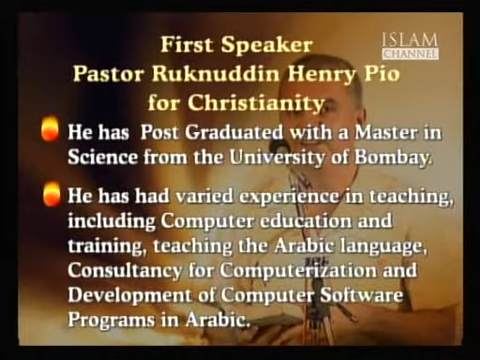 First Speaker
ISLAM
CHANNEL
Pastor Ruknuddin Henry Pio
for Christianity
He has Post Graduated with a Master in
Science from the University of Bombay.
He has had varied experience in teaching,
including Computer education and
training, teaching the Arabic language,
Consultancy for Computerization and
Development of Computer Software
Programs in Arabic.